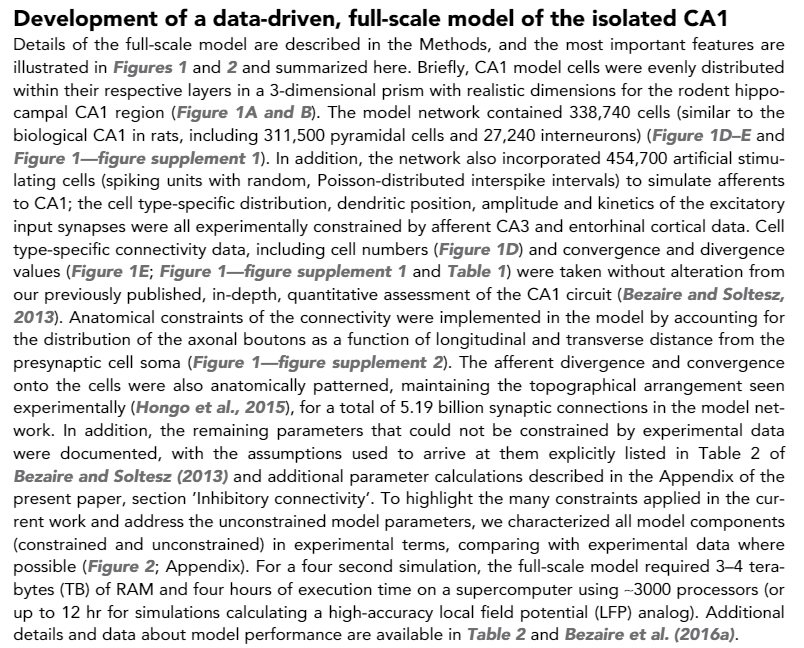 Development of a data-driven, full-scale model of the isolated CA1
Details of the full-scale model are described in the Methods, and the most important features are
illustrated in Figures 1 and 2 and summarized here. Briefly, CA1 model cells were evenly distributed
within their respective layers in a 3-dimensional prism with realistic dimensions for the rodent hippo-
campal CA1 region (Figure 1A and B). The model network contained 338,740 cells (similar to the
biological CA1 in rats, including 311,500 pyramidal cells and 27,240 interneurons) (Figure 1D–E and
Figure 1—figure supplement 1). In addition, the network also incorporated 454,700 artificial stimu-
lating cells (spiking units with random, Poisson-distributed interspike intervals) to simulate afferents
to CA1; the cell type-specific distribution, dendritic position, amplitude and kinetics of the excitatory
input synapses were all experimentally constrained by afferent CA3 and entorhinal cortical data. Cell
type-specific connectivity data, including cell numbers (Figure 1D) and convergence and divergence
values (Figure 1E; Figure 1—figure supplement 1 and Table 1) were taken without alteration from
our previously published, in-depth, quantitative assessment of the CA1 circuit (Bezaire and Soltesz,
2013). Anatomical constraints of the connectivity were implemented in the model by accounting for
the distribution of the axonal boutons as a function of longitudinal and transverse distance from the
presynaptic cell soma (Figure 1—figure supplement 2). The afferent divergence and convergence
onto the cells were also anatomically patterned, maintaining the topographical arrangement seen
experimentally (Hongo et al., 2015), for a total of 5.19 billion synaptic connections in the model net-
work. In addition, the remaining parameters that could not be constrained by experimental data
were documented, with the assumptions used to arrive at them explicitly listed in Table 2 of
Bezaire and Soltesz (2013) and additional parameter calculations described in the Appendix of the
present paper, section ‘Inhibitory connectivity’. To highlight the many constraints applied in the cur-
rent work and address the unconstrained model parameters, we characterized all model components
(constrained and unconstrained) in experimental terms, comparing with experimental data where
possible (Figure 2; Appendix). For a four second simulation, the full-scale model required 3–4 tera-
bytes (TB) of RAM and four hours of execution time on a supercomputer using ~3000 processors (or
up to 12 hr for simulations calculating a high-accuracy local field potential (LFP) analog). Additional
details and data about model performance are available in Table 2 and Bezaire et al. (2016a).